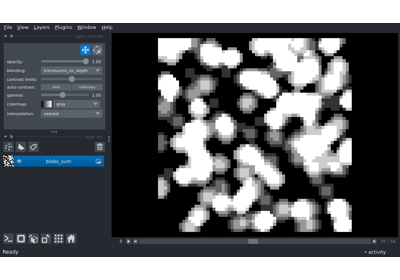 File View Layers Plugins Window Help
opacity: 1.00
blending: translucent_no_depth
contrast limits:
auto-contrast: once continuous
gamma: 1.00
colormap: gray
interpolation: nearest
blobs_sum
Ready
activity